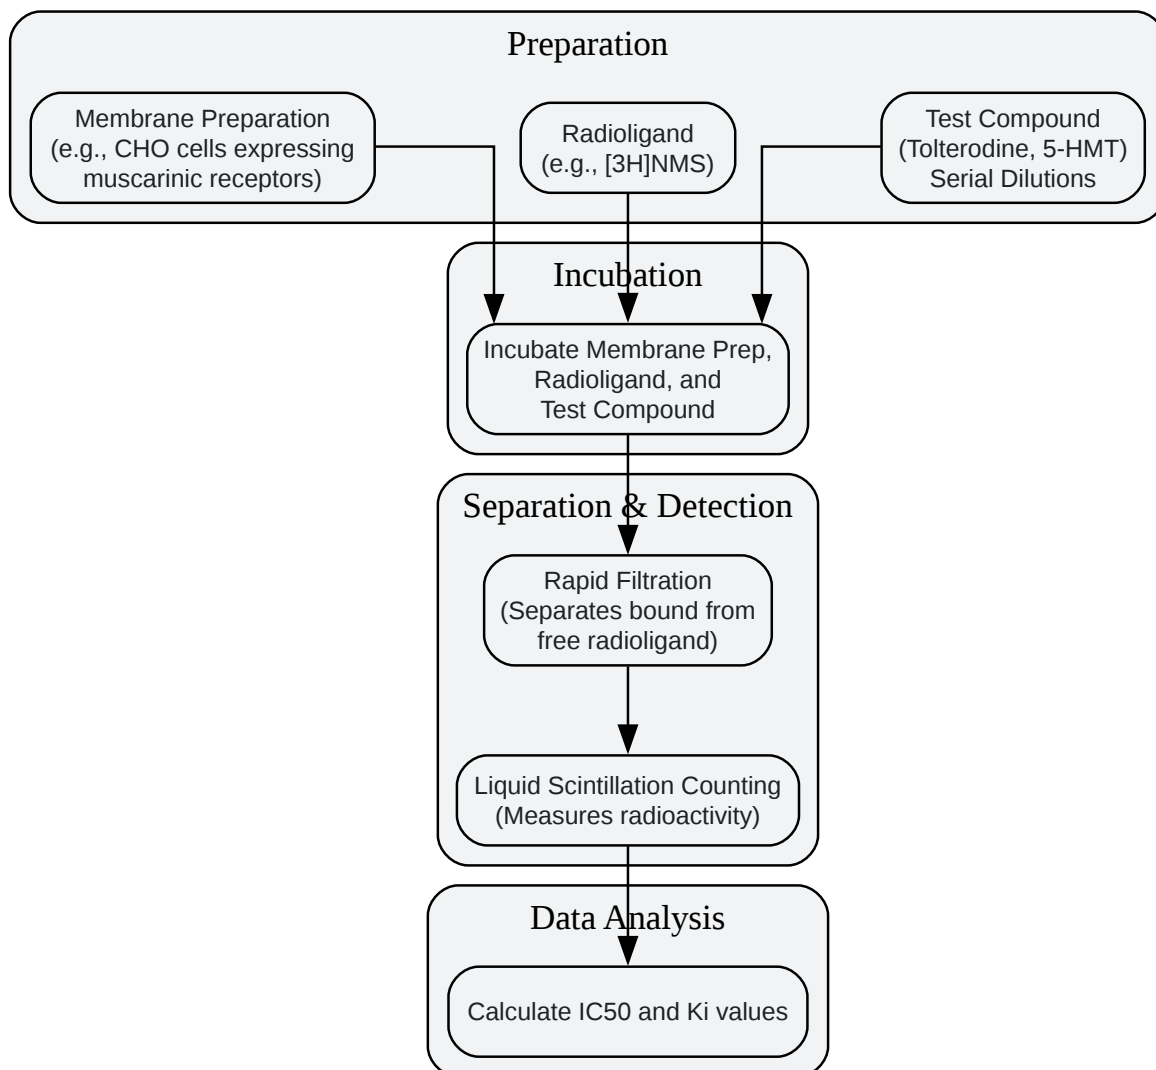 Preparation
Membrane Preparation
(e.g., CHO cells expressing
muscarinic receptors)
Radioligand
(e.g., [3H]NMS)
Test Compound
(Tolterodine, 5-HMT)
Serial Dilutions
Incubation
Incubate Membrane Prep,
Radioligand, and
Test Compound
Separation & Detection
Rapid Filtration
(Separates bound from
free radioligand)
Liquid Scintillation Counting
(Measures radioactivity)
Data Analysis
Calculate IC50 and Ki values